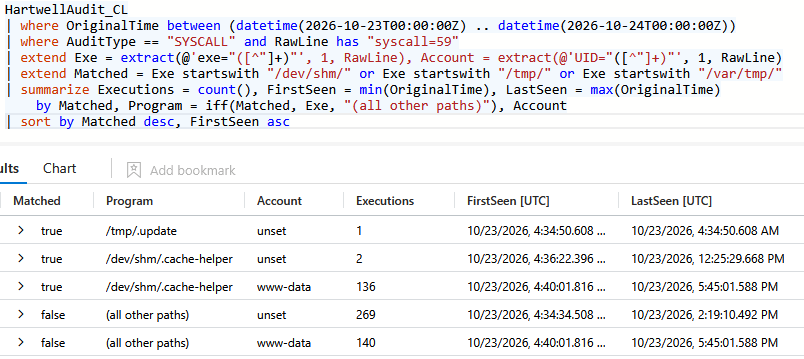 HartwellAudit_CL
| where OriginalTime between (datetime(2026-10-23T00:00:00Z) .. datetime(2026-10-24T00:00:00Z))
| where AuditType == "SYSCALL" and RawLine has "syscall=59"
| extend Exe = extract(@'exe="([^"]+)"', 1, RawLine), Account = extract(@'UID="([^"]+)"', 1, RawLine)
| extend Matched = Exe startswith "/dev/shm/" or Exe startswith "/tmp/" or Exe startswith "/var/tmp/"
| summarize Executions = count(), FirstSeen = min(OriginalTime), LastSeen = max(OriginalTime)
by Matched, Program = iff(Matched, Exe, "(all other paths)"), Account
| sort by Matched desc, FirstSeen asc
ults Chart Add bookmark
Matched Program Account Executions FirstSeen [UTC] LastSeen [UTC]
true /tmp/.update unset 1 10/23/2026, 4:34:50.608 ... 10/23/2026, 4:34:50.608 AM
true /dev/shm/.cache-helper unset 2 10/23/2026, 4:36:22.396 ... 10/23/2026, 12:25:29.668 PM
true /dev/shm/.cache-helper www-data 136 10/23/2026, 4:40:01.816 ... 10/23/2026, 5:45:01.588 PM
false (all other paths) unset 269 10/23/2026, 4:34:34.508 ... 10/23/2026, 2:19:10.492 PM
false (all other paths) www-data 140 10/23/2026, 4:40:01.816 ... 10/23/2026, 5:45:01.588 PM